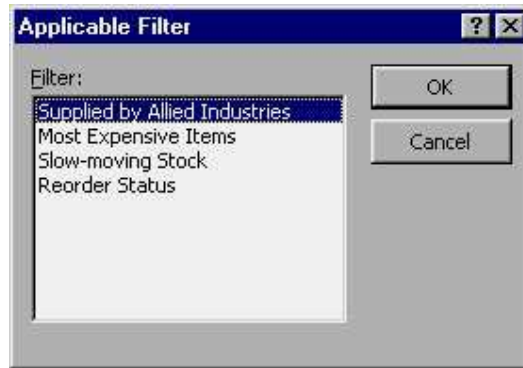 Applicable Filter
Filter:
Supplied by Allied Industries
Most Expensive Items
Slow-moving Stock
Reorder Status
OK
Cancel